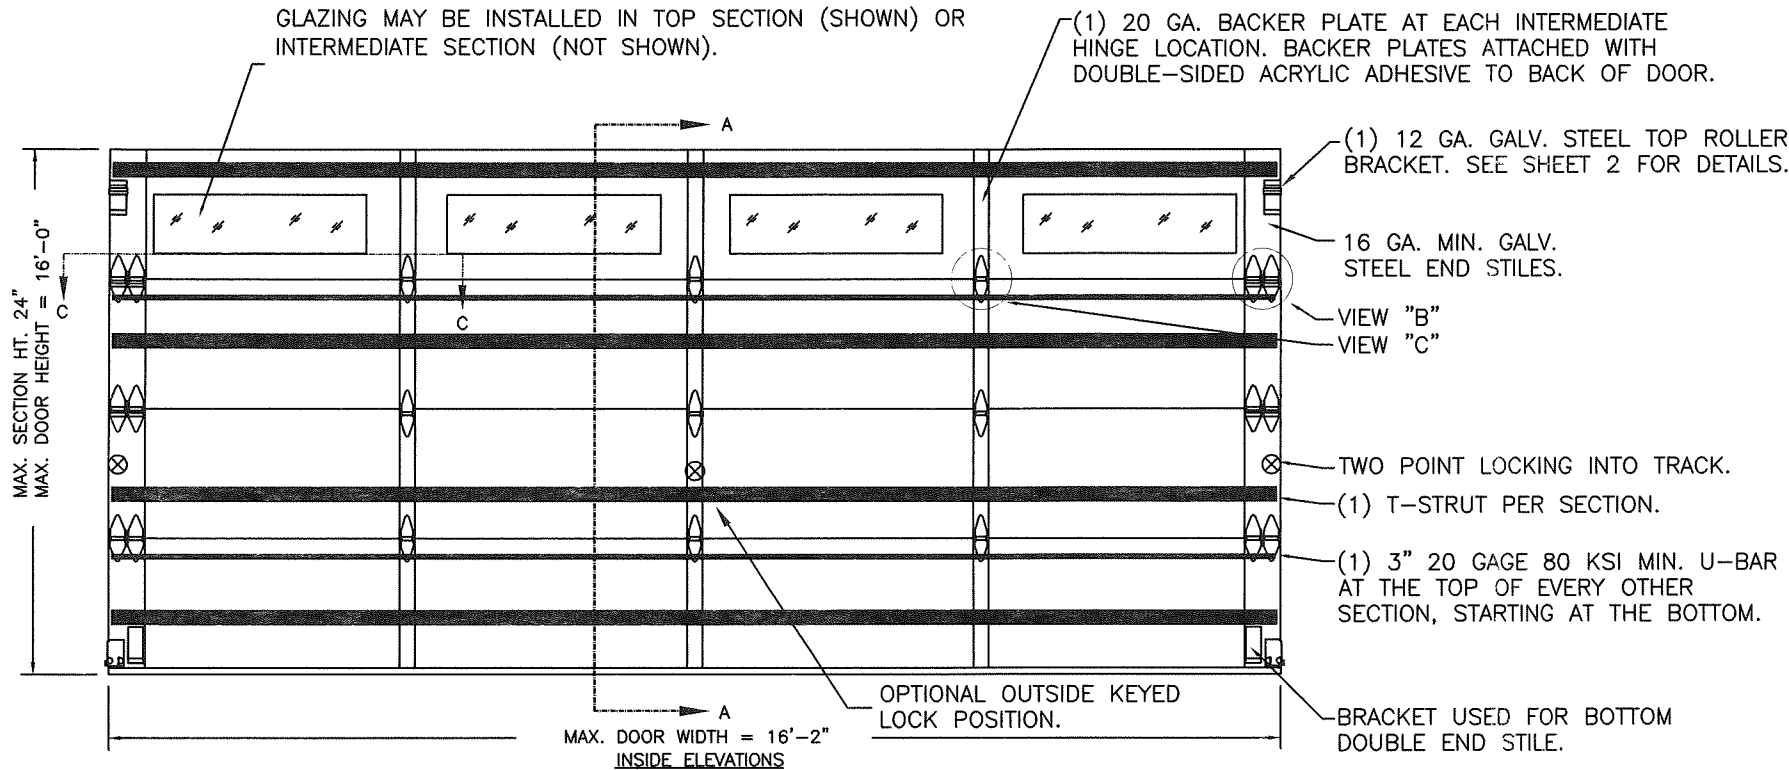 GLAZING MAY BE INSTALLED IN TOP SECTION (SHOWN) OR
INTERMEDIATE SECTION (NOT SHOWN).
(1) 20 GA. BACKER PLATE AT EACH INTERMEDIATE
HINGE LOCATION. BACKER PLATES ATTACHED WITH
DOUBLE-SIDED ACRYLIC ADHESIVE TO BACK OF DOOR.
A
(1) 12 GA. GALV. STEEL TOP ROLLER
BRACKET. SEE SHEET 2 FOR DETAILS.
16 GA. MIN. GALV.
STEEL END STILES.
MAX. SECTION HT. 24"
MAX. DOOR HEIGHT = 16'-0"
C
C
VIEW "B"
VIEW "C"
TWO POINT LOCKING INTO TRACK.
(1) T-STRUT PER SECTION.
(1) 3" 20 GAGE 80 KSI MIN. U-BAR
AT THE TOP OF EVERY OTHER
SECTION, STARTING AT THE BOTTOM.
OPTIONAL OUTSIDE KEYED
LOCK POSITION.
A
BRACKET USED FOR BOTTOM
DOUBLE END STILE.
MAX. DOOR WIDTH = 16'-2"
INSIDE ELEVATIONS